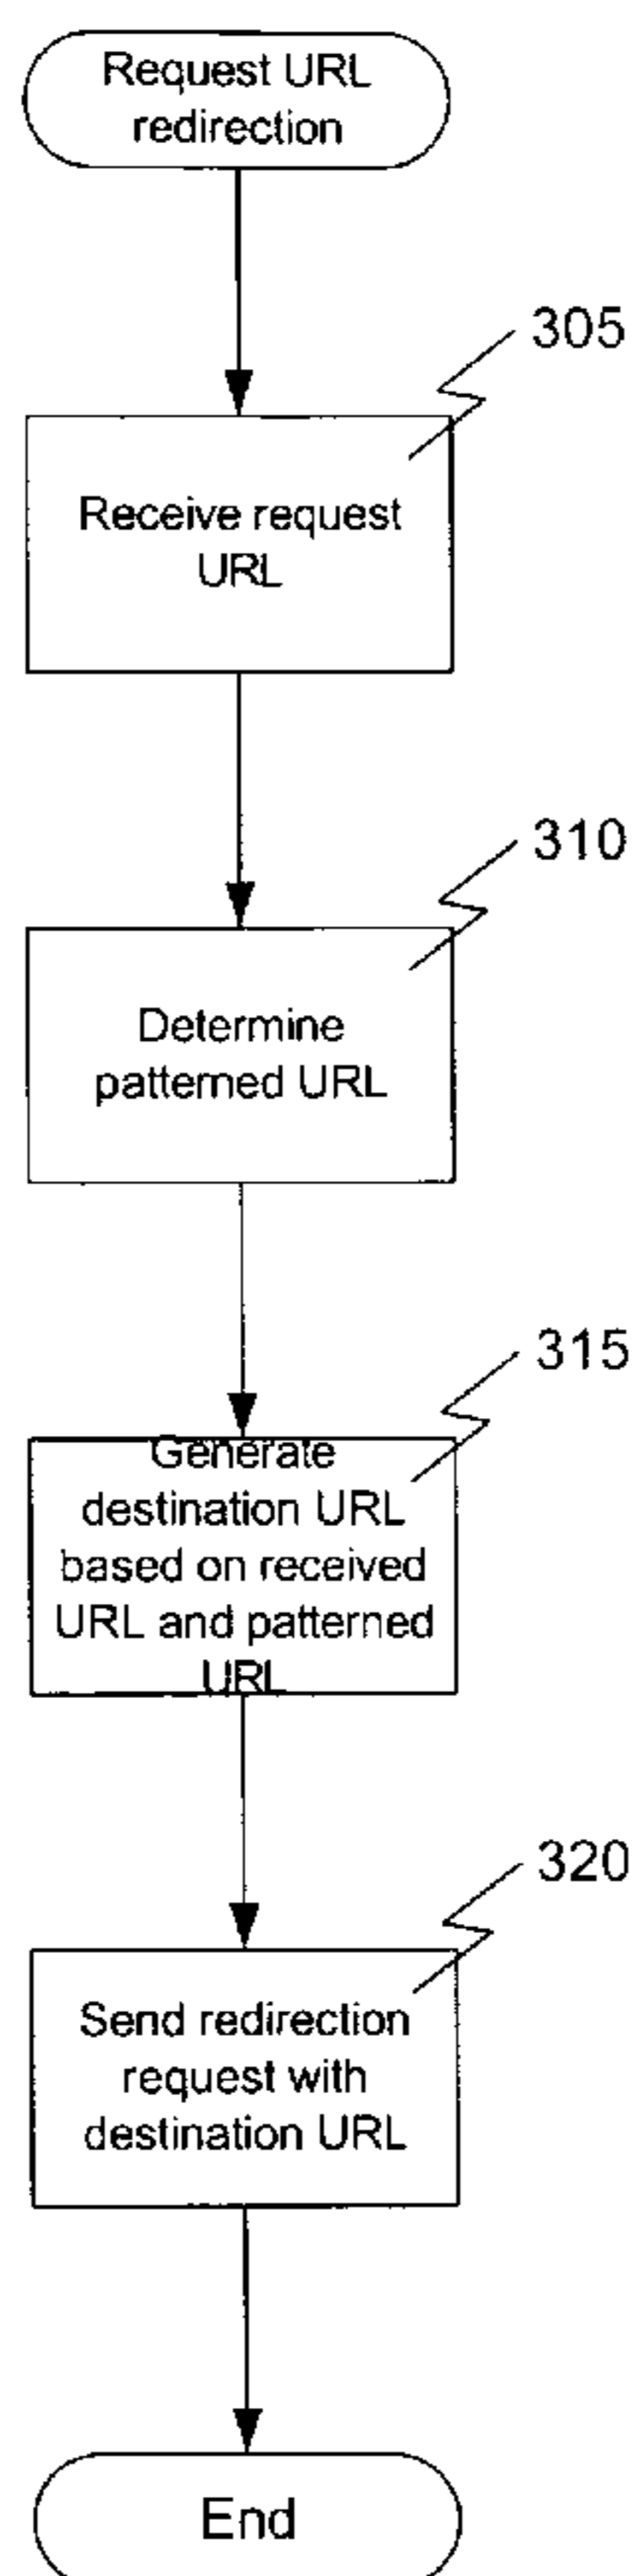 Request URL
redirection
305
Receive request
URL
310
Determine
patterned URL
315
Generate
destination URL
based on received
URL and patterned
URL
320
Send redirection
request with
destination URL
End